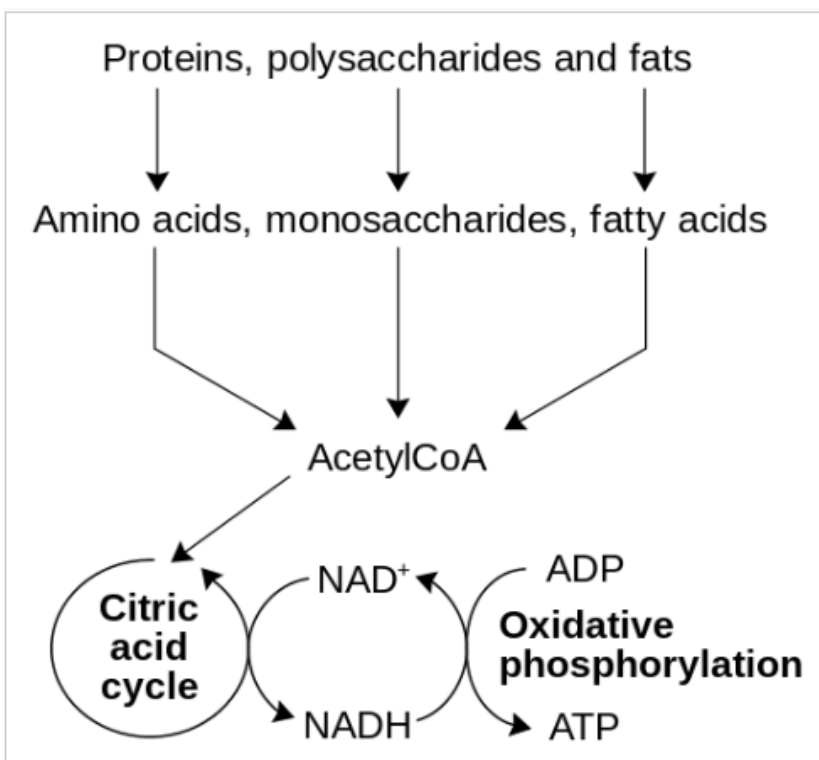 Proteins, polysaccharides and fats
Amino acids, monosaccharides, fatty acids
AcetylCoA
Citric
acid
cycle
NAD⁺
NADH
ADP
Oxidative
phosphorylation
ATP